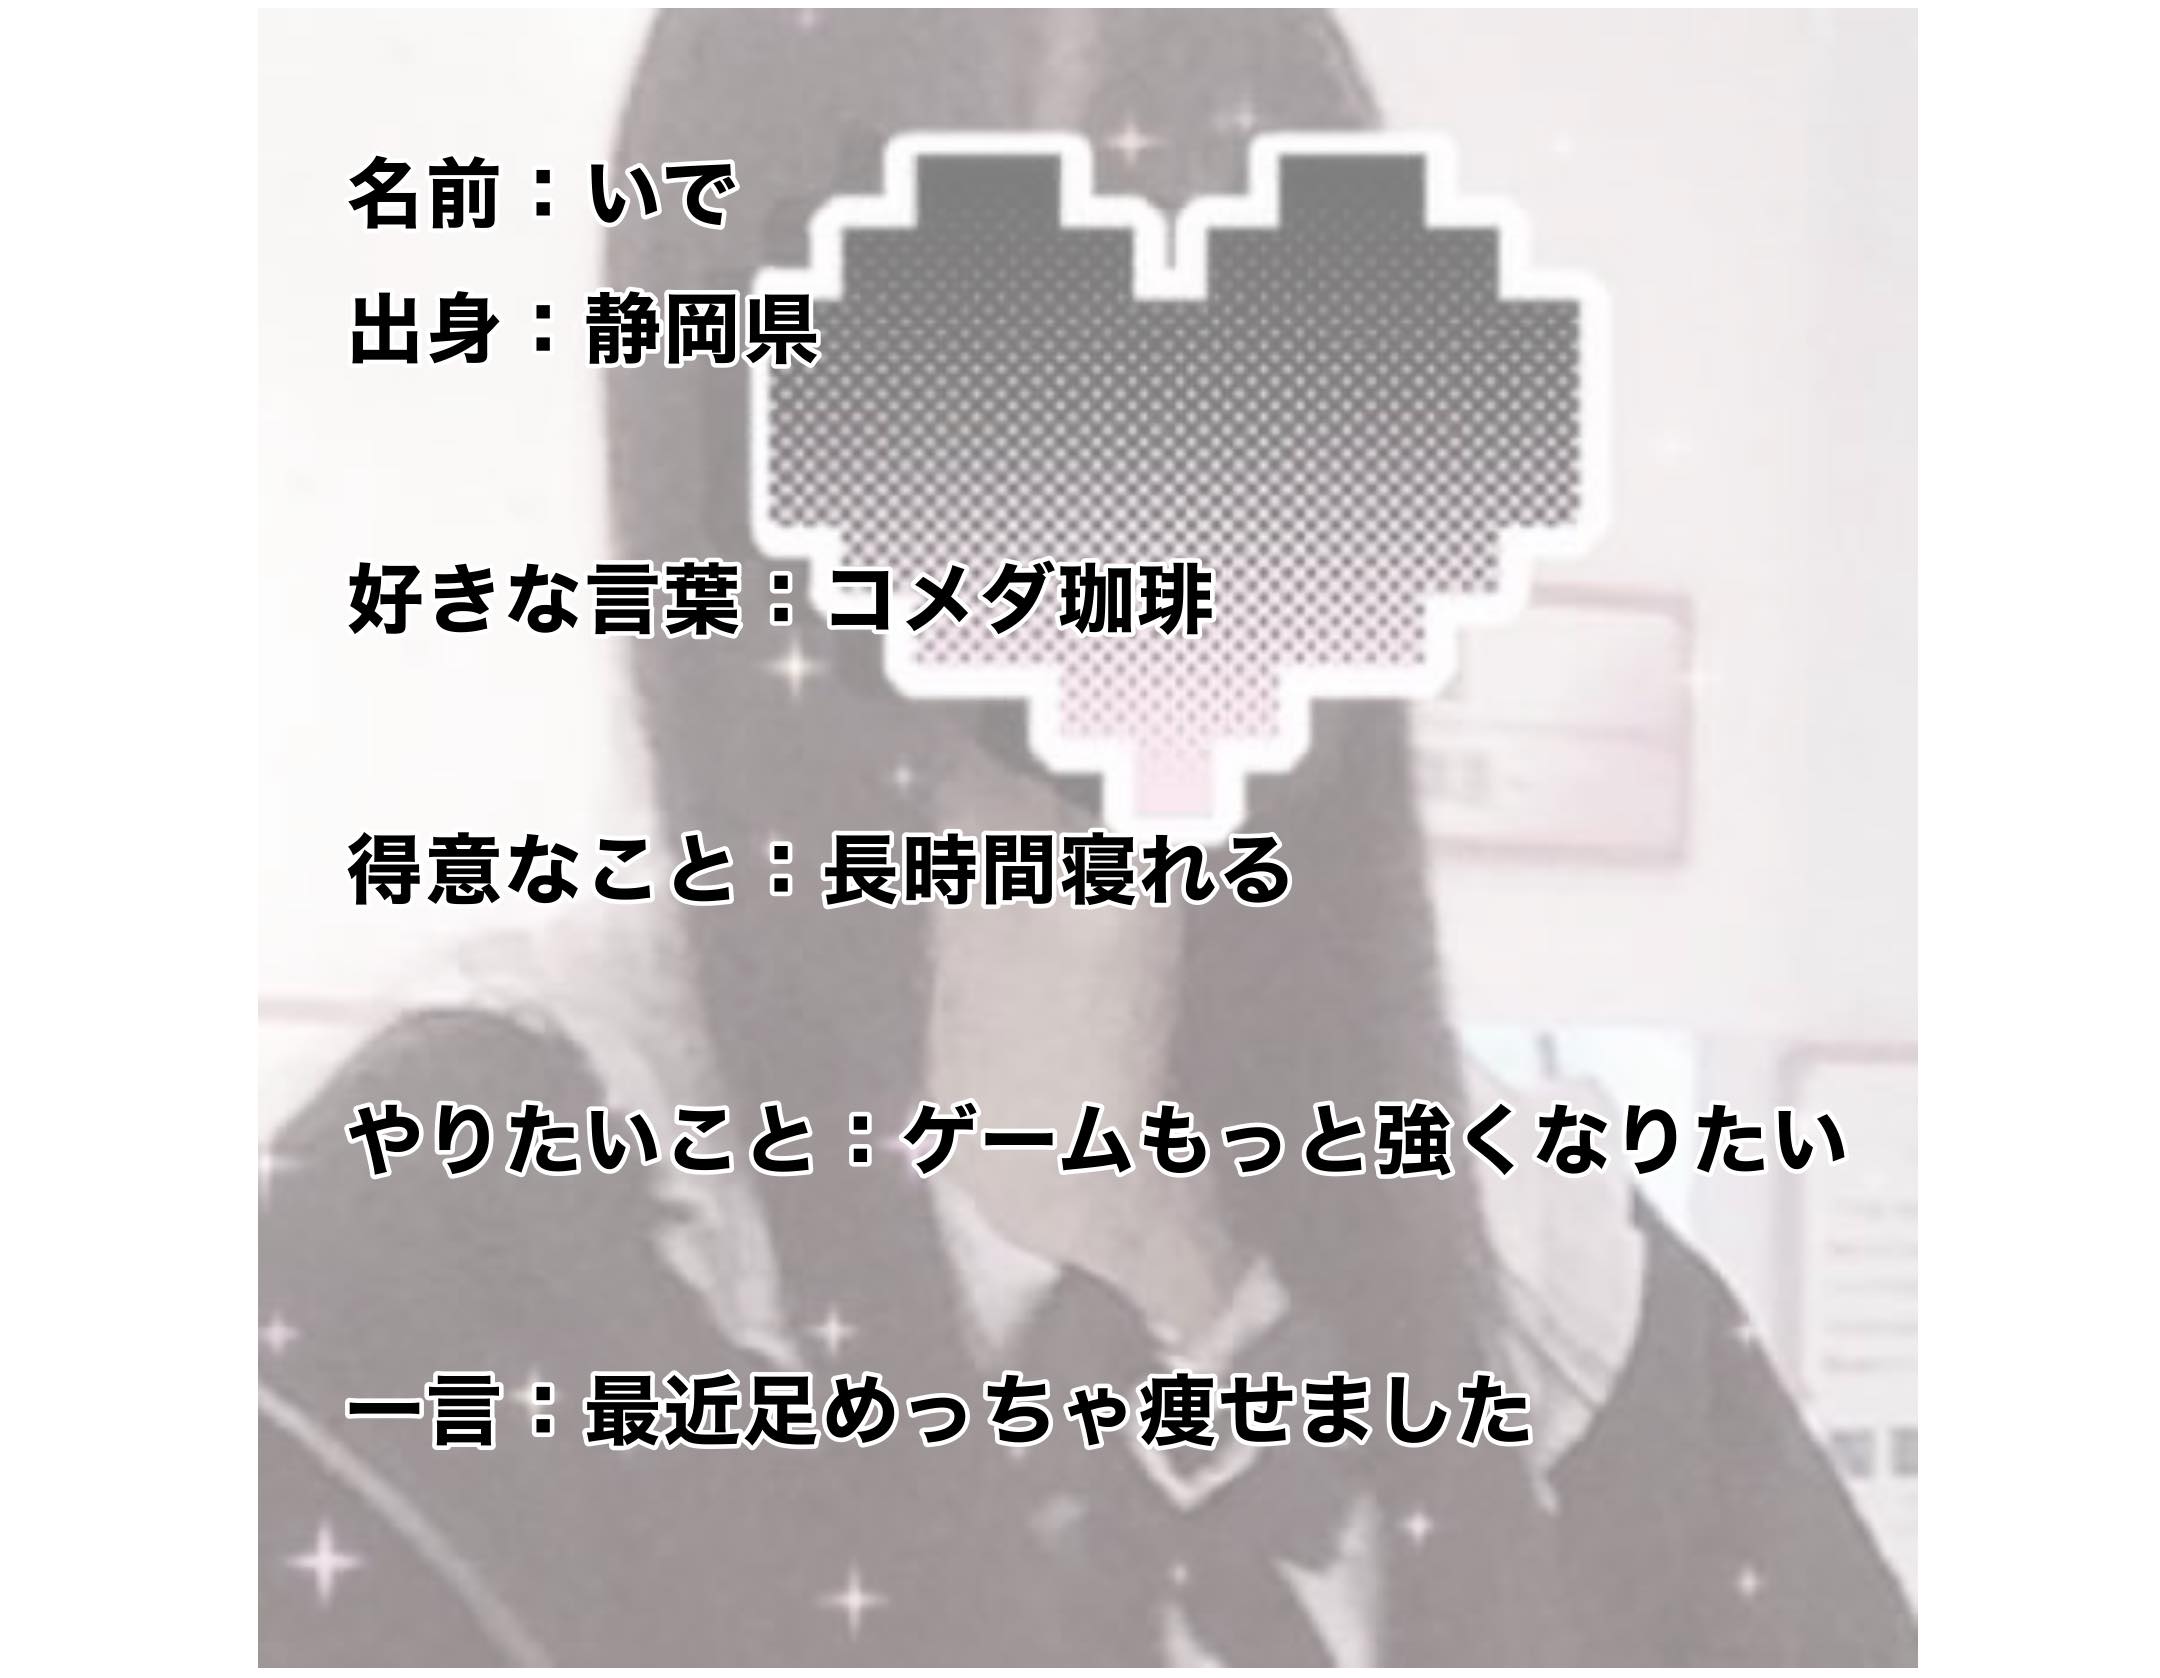 名前：いで
出身：静岡県
好きな言葉：コメダ珈琲
得意なこと：長時間寝れる
やりたいこと：ゲームもっと強くなりたい
一言：最近足めっちゃ痩せました